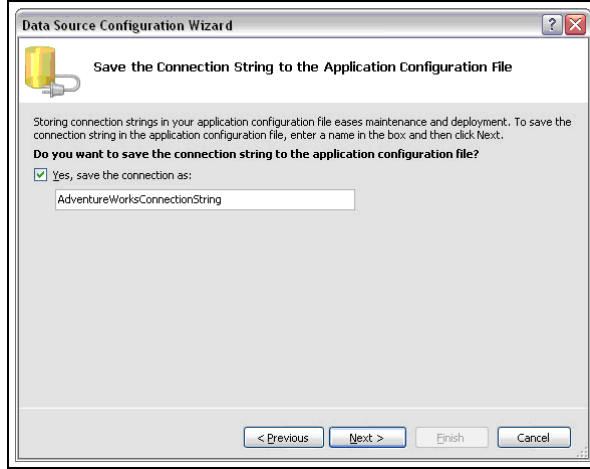 Data Source Configuration Wizard
?
Save the Connection String to the Application Configuration File
Storing connection strings in your application configuration file eases maintenance and deployment. To save the
connection string in the application configuration file, enter a name in the box and then click Next.
Do you want to save the connection string to the application configuration file?
Yes, save the connection as:
AdventureWorksConnectionString
< Previous Next > Finish Cancel